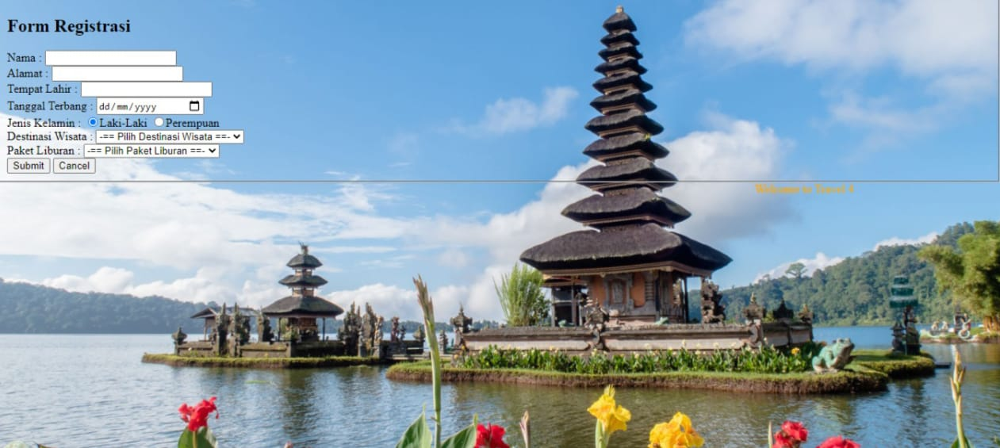 Form Registrasi
Nama :
Alamat :
Tempat Lahir :
Tanggal Terbang : dd/mm/yyyy
Jenis Kelamin : Laki-Laki Perempuan
Destinasi Wisata : -== Pilih Destinasi Wisata ==-
Paket Liburan : -== Pilih Paket Liburan ==-
Submit Cancel
Welcome to Travel